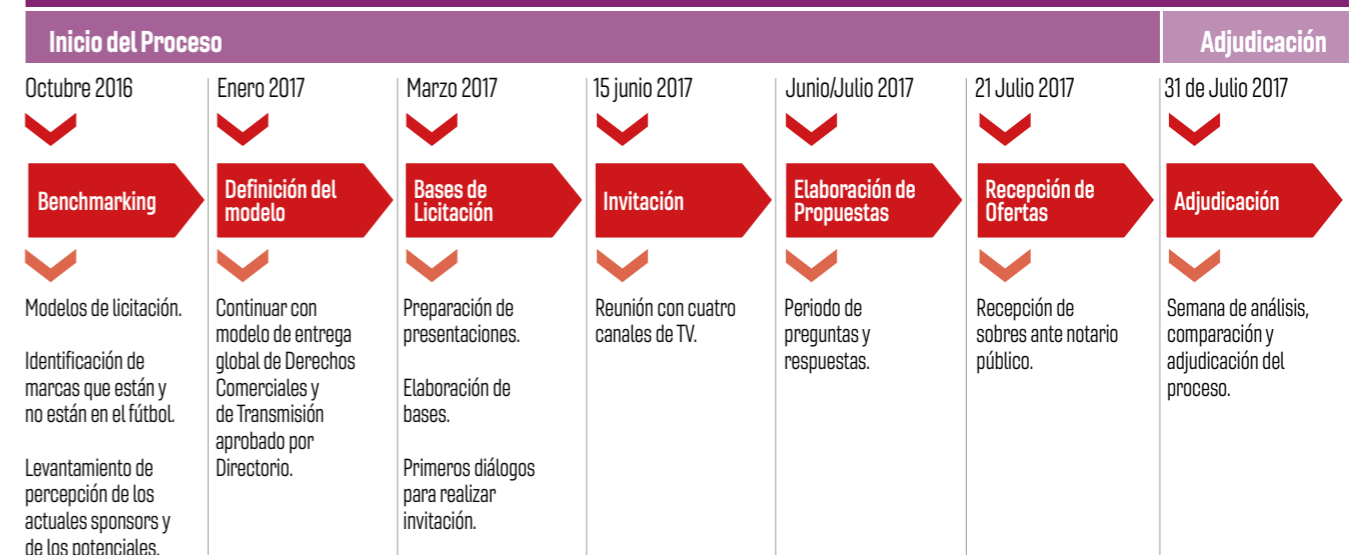 Inicio del Proceso
Adjudicación
Octubre 2016
Benchmarking
Modelos de licitación.
Identificación de
marcas que están y
no están en el fútbol.
Levantamiento de
percepción de los
actuales sponsors y
de los potenciales.
Enero 2017
Definición del
modelo
Continuar con
modelo de entrega
global de Derechos
Comerciales y
de Transmisión
aprobado por
Directorio.
Marzo 2017
Bases de
Licitación
Preparación de
presentaciones.
Elaboración de
bases.
Primeros diálogos
para realizar
invitación.
15 junio 2017
Invitación
Reunión con cuatro
canales de TV.
Junio/Julio 2017
Elaboración de
Propuestas
Periodo de
preguntas y
respuestas.
21 Julio 2017
Recepción de
Ofertas
Recepción de
sobres ante notario
público.
31 de Julio 2017
Adjudicación
Semana de análisis,
comparación y
adjudicación del
proceso.